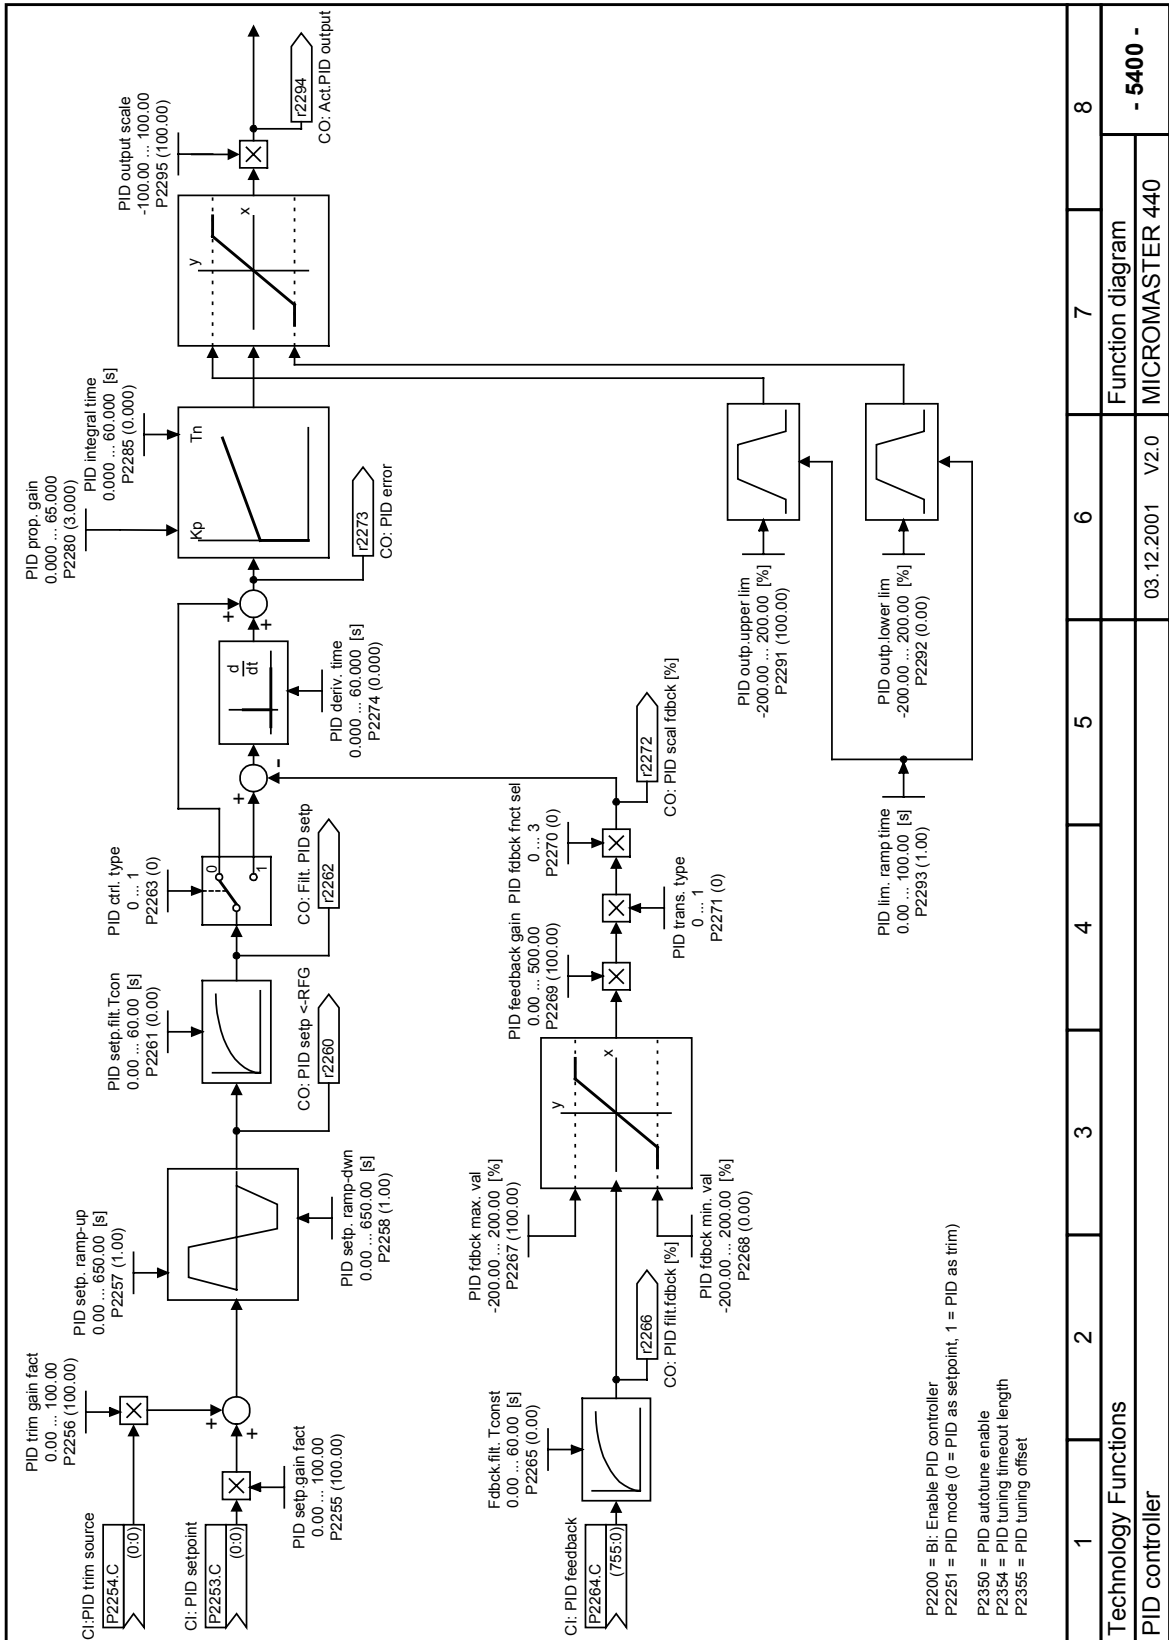 CI:PID trim source
P2254.C
(0:0)
PID trim gain fact
0.00 ... 100.00
P2256 (100.00)
CI: PID setpoint
P2253.C
(0:0)
PID setp.gain fact
0.00 ... 100.00
P2255 (100.00)
+
+
PID setp. ramp-up
0.00 ... 650.00 [s]
P2257 (1.00)
PID setp. ramp-dwn
0.00 ... 650.00 [s]
P2258 (1.00)
CO: PID setp <-RFG
r2260
PID setp.filt.Tcon
0.00 ... 60.00 [s]
P2261 (0.00)
CO: Filt. PID setp
r2262
PID ctrl. type
0 ... 1
P2263 (0)
0
1
+
-
d
dt
PID deriv. time
0.000 ... 60.000 [s]
P2274 (0.000)
+
+
r2273
CO: PID error
PID prop. gain
0.000 ... 65.000
P2280 (3.000)
PID integral time
0.000 ... 60.000 [s]
P2285 (0.000)
Kp
Tn
y
x
PID output scale
-100.00 ... 100.00
P2295 (100.00)
r2294
CO: Act.PID output
CI: PID feedback
P2264.C
(755:0)
Fdbck.filt. Tconst
0.00 ... 60.00 [s]
P2265 (0.00)
r2266
CO: PID filt.fdbck [%]
PID fdbck max. val
-200.00 ... 200.00 [%]
P2267 (100.00)
PID fdbck min. val
-200.00 ... 200.00 [%]
P2268 (0.00)
y
x
PID feedback gain
0.00 ... 500.00
P2269 (100.00)
PID trans. type
0 ... 1
P2271 (0)
PID fdbck fnct sel
0 ... 3
P2270 (0)
r2272
CO: PID scal fdbck [%]
PID outp.upper lim
-200.00 ... 200.00 [%]
P2291 (100.00)
PID outp.lower lim
-200.00 ... 200.00 [%]
P2292 (0.00)
PID lim. ramp time
0.00 ... 100.00 [s]
P2293 (1.00)
P2200 = BI: Enable PID controller
P2251 = PID mode (0 = PID as setpoint, 1 = PID as trim)
P2350 = PID autotune enable
P2354 = PID tuning timeout length
P2355 = PID tuning offset
1 2 3 4 5 6 7 8
Technology Functions Function diagram - 5400 -
PID controller 03.12.2001 V2.0 MICROMASTER 440